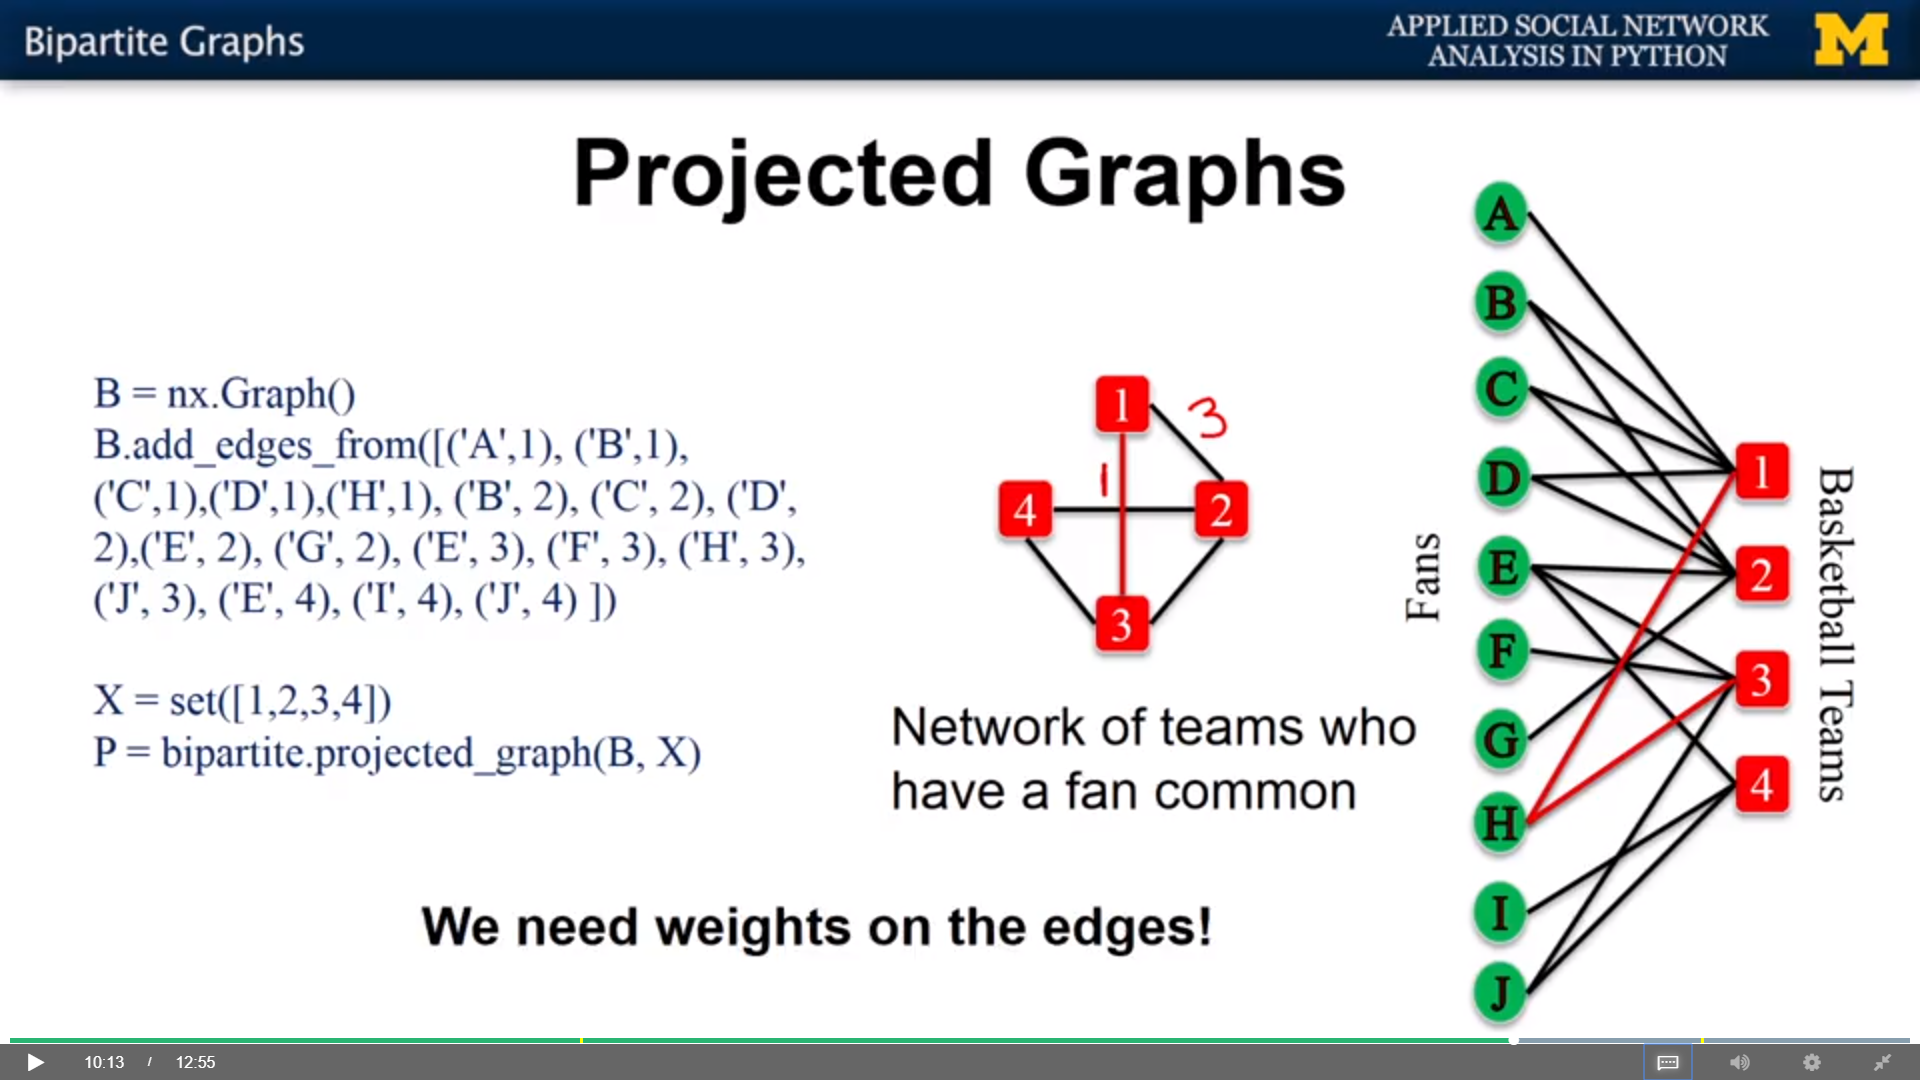 Bipartite Graphs
APPLIED SOCIAL NETWORK
ANALYSIS IN PYTHON
M
Projected Graphs
B = nx.Graph()
B.add_edges_from([('A',1), ('B',1),
('C',1),('D',1),('H',1), ('B', 2), ('C', 2), ('D',
2),('E', 2), ('G', 2), ('E', 3), ('F', 3), ('H', 3),
('J', 3), ('E', 4), ('I', 4), ('J', 4) ])
X = set([1,2,3,4])
P = bipartite.projected_graph(B, X)
1
3
1
4
2
3
Network of teams who
have a fan common
We need weights on the edges!
Fans
A
B
C
D
E
F
G
H
I
J
1
2
3
4
Basketball Teams
10:13 / 12:55